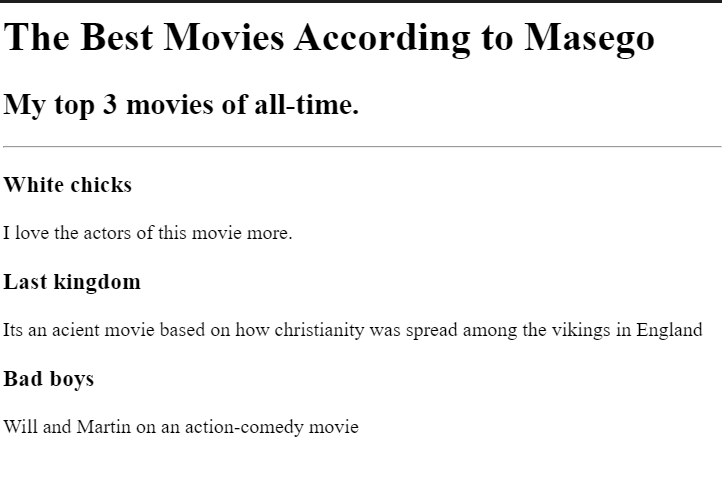 The Best Movies According to Masego
My top 3 movies of all-time.
White chicks
I love the actors of this movie more.
Last kingdom
Its an acient movie based on how christianity was spread among the vikings in England
Bad boys
Will and Martin on an action-comedy movie